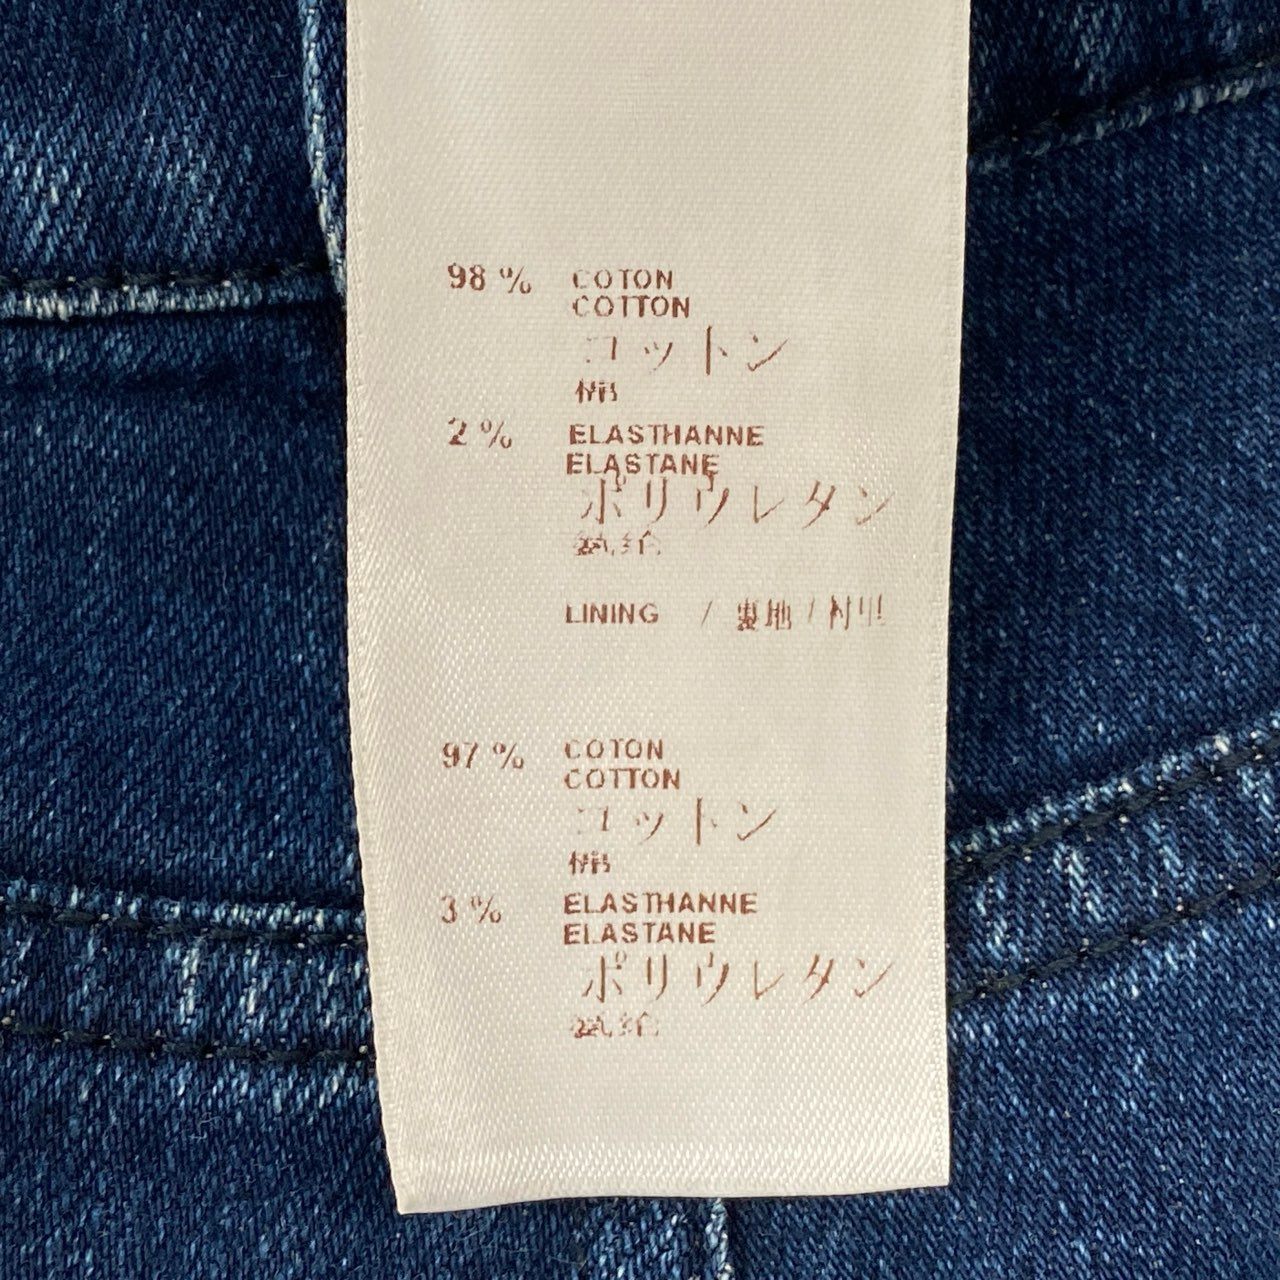 98 % COTON
COTTON
コットン
棉
2 % ELASTHANNE
ELASTANE
ポリウレタン
氨纶
LINING / 裏地 / 衬里
97 % COTON
COTTON
コットン
棉
3 % ELASTHANNE
ELASTANE
ポリウレタン
氨纶